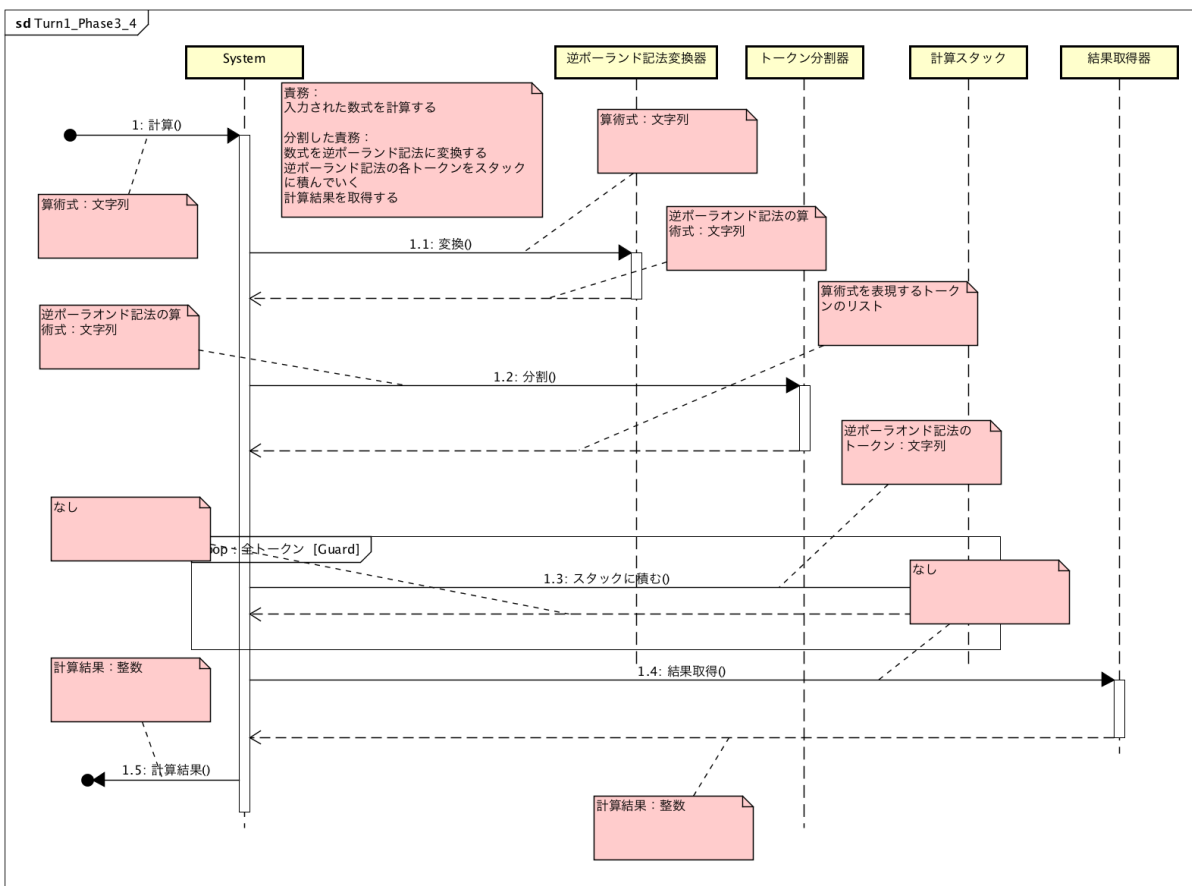 sd Turn1_Phase3_4
System
逆ポーランド記法変換器
トークン分割器
計算スタック
結果取得器
責務：
入力された数式を計算する
分割した責務：
数式を逆ポーランド記法に変換する
逆ポーランド記法の各トークンをスタック
に積んでいく
計算結果を取得する
算術式：文字列
1: 計算()
算術式：文字列
逆ポーラオンド記法の算
術式：文字列
1.1: 変換()
算術式を表現するトーク
ンのリスト
逆ポーラオンド記法の算
術式：文字列
1.2: 分割()
逆ポーラオンド記法の
トークン：文字列
なし
op : 全トークン [Guard]
なし
1.3: スタックに積む()
計算結果：整数
1.4: 結果取得()
1.5: 計算結果()
計算結果：整数